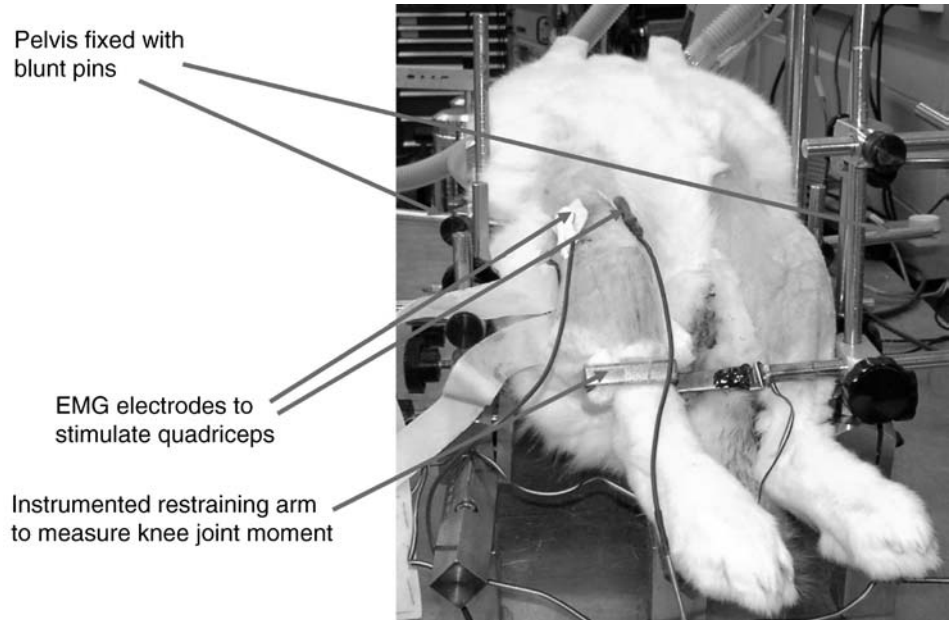 Pelvis fixed with
blunt pins
EMG electrodes to
stimulate quadriceps
Instrumented restraining arm
to measure knee joint moment